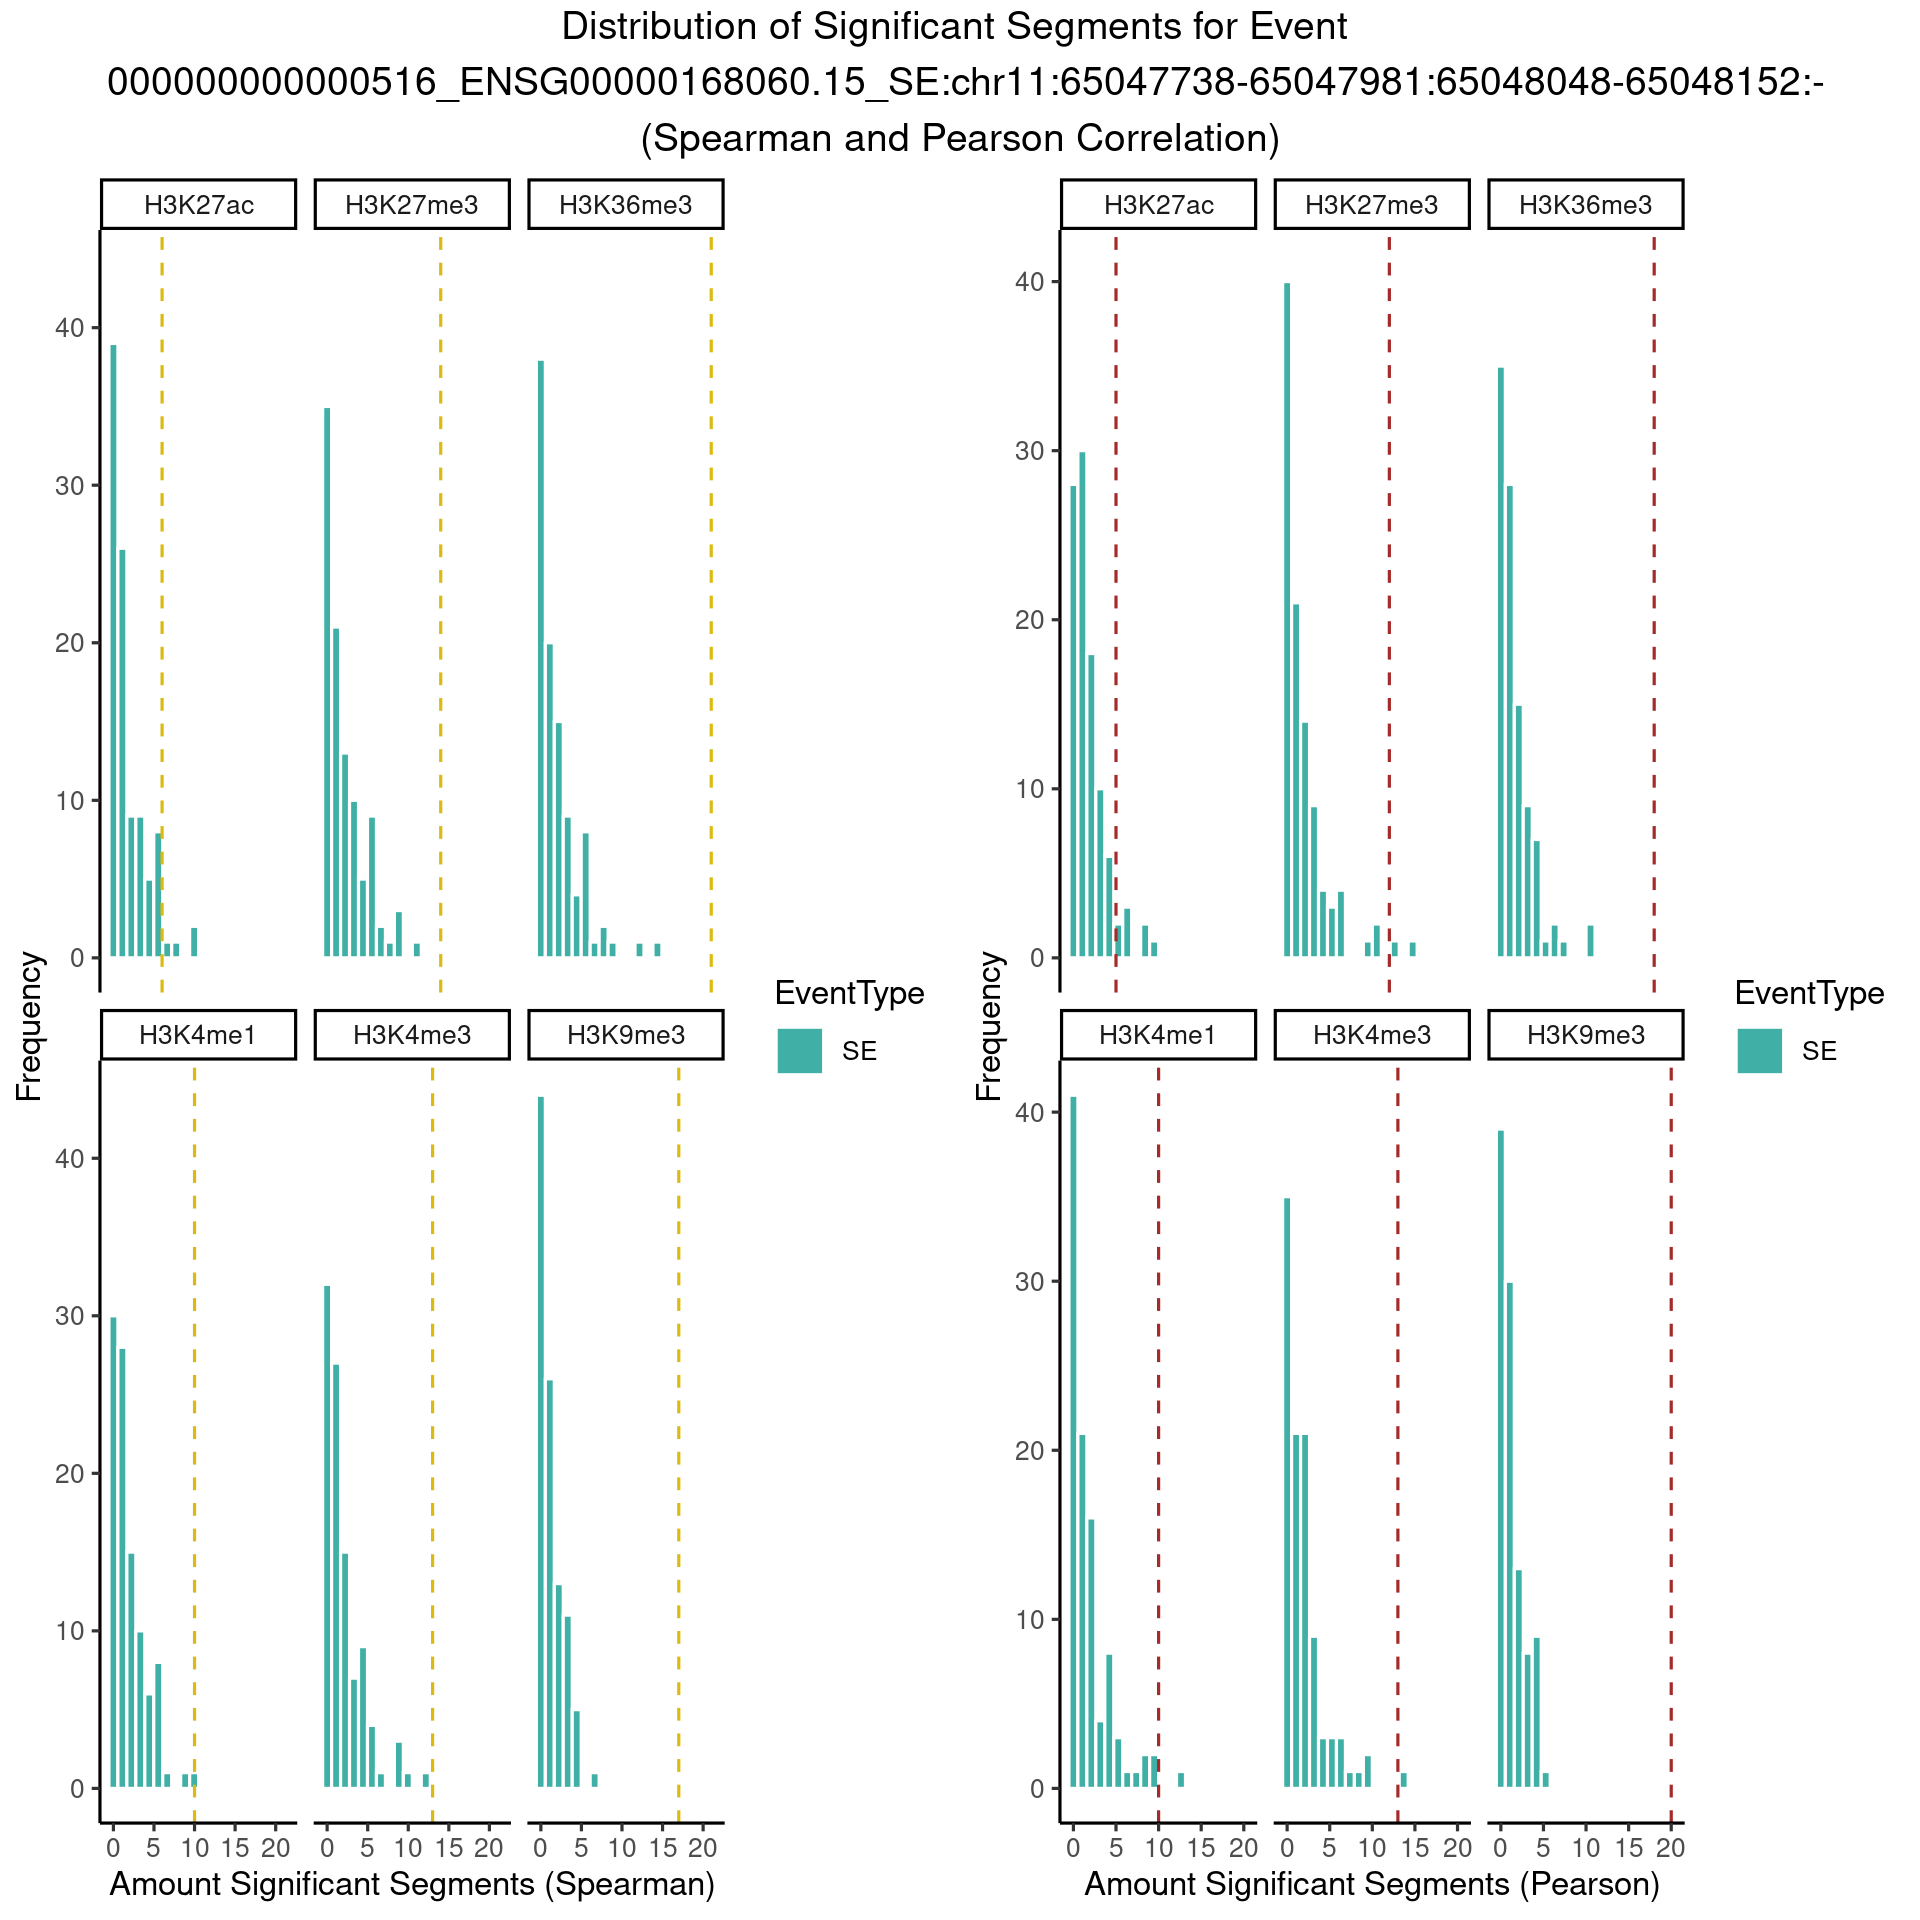 Distribution of Significant Segments for Event
000000000000516_ENSG00000168060.15_SE:chr11:65047738-65047981:65048048-65048152:-
(Spearman and Pearson Correlation)
H3K27ac H3K27me3 H3K36me3
40
30
20
10
0
H3K4me1 H3K4me3 H3K9me3
40
30
20
10
0
0 5 10 15 20 0 5 10 15 20 0 5 10 15 20
Frequency
Amount Significant Segments (Spearman)
EventType
SE
H3K27ac H3K27me3 H3K36me3
40
30
20
10
0
H3K4me1 H3K4me3 H3K9me3
40
30
20
10
0
0 5 10 15 20 0 5 10 15 20 0 5 10 15 20
Frequency
Amount Significant Segments (Pearson)
EventType
SE